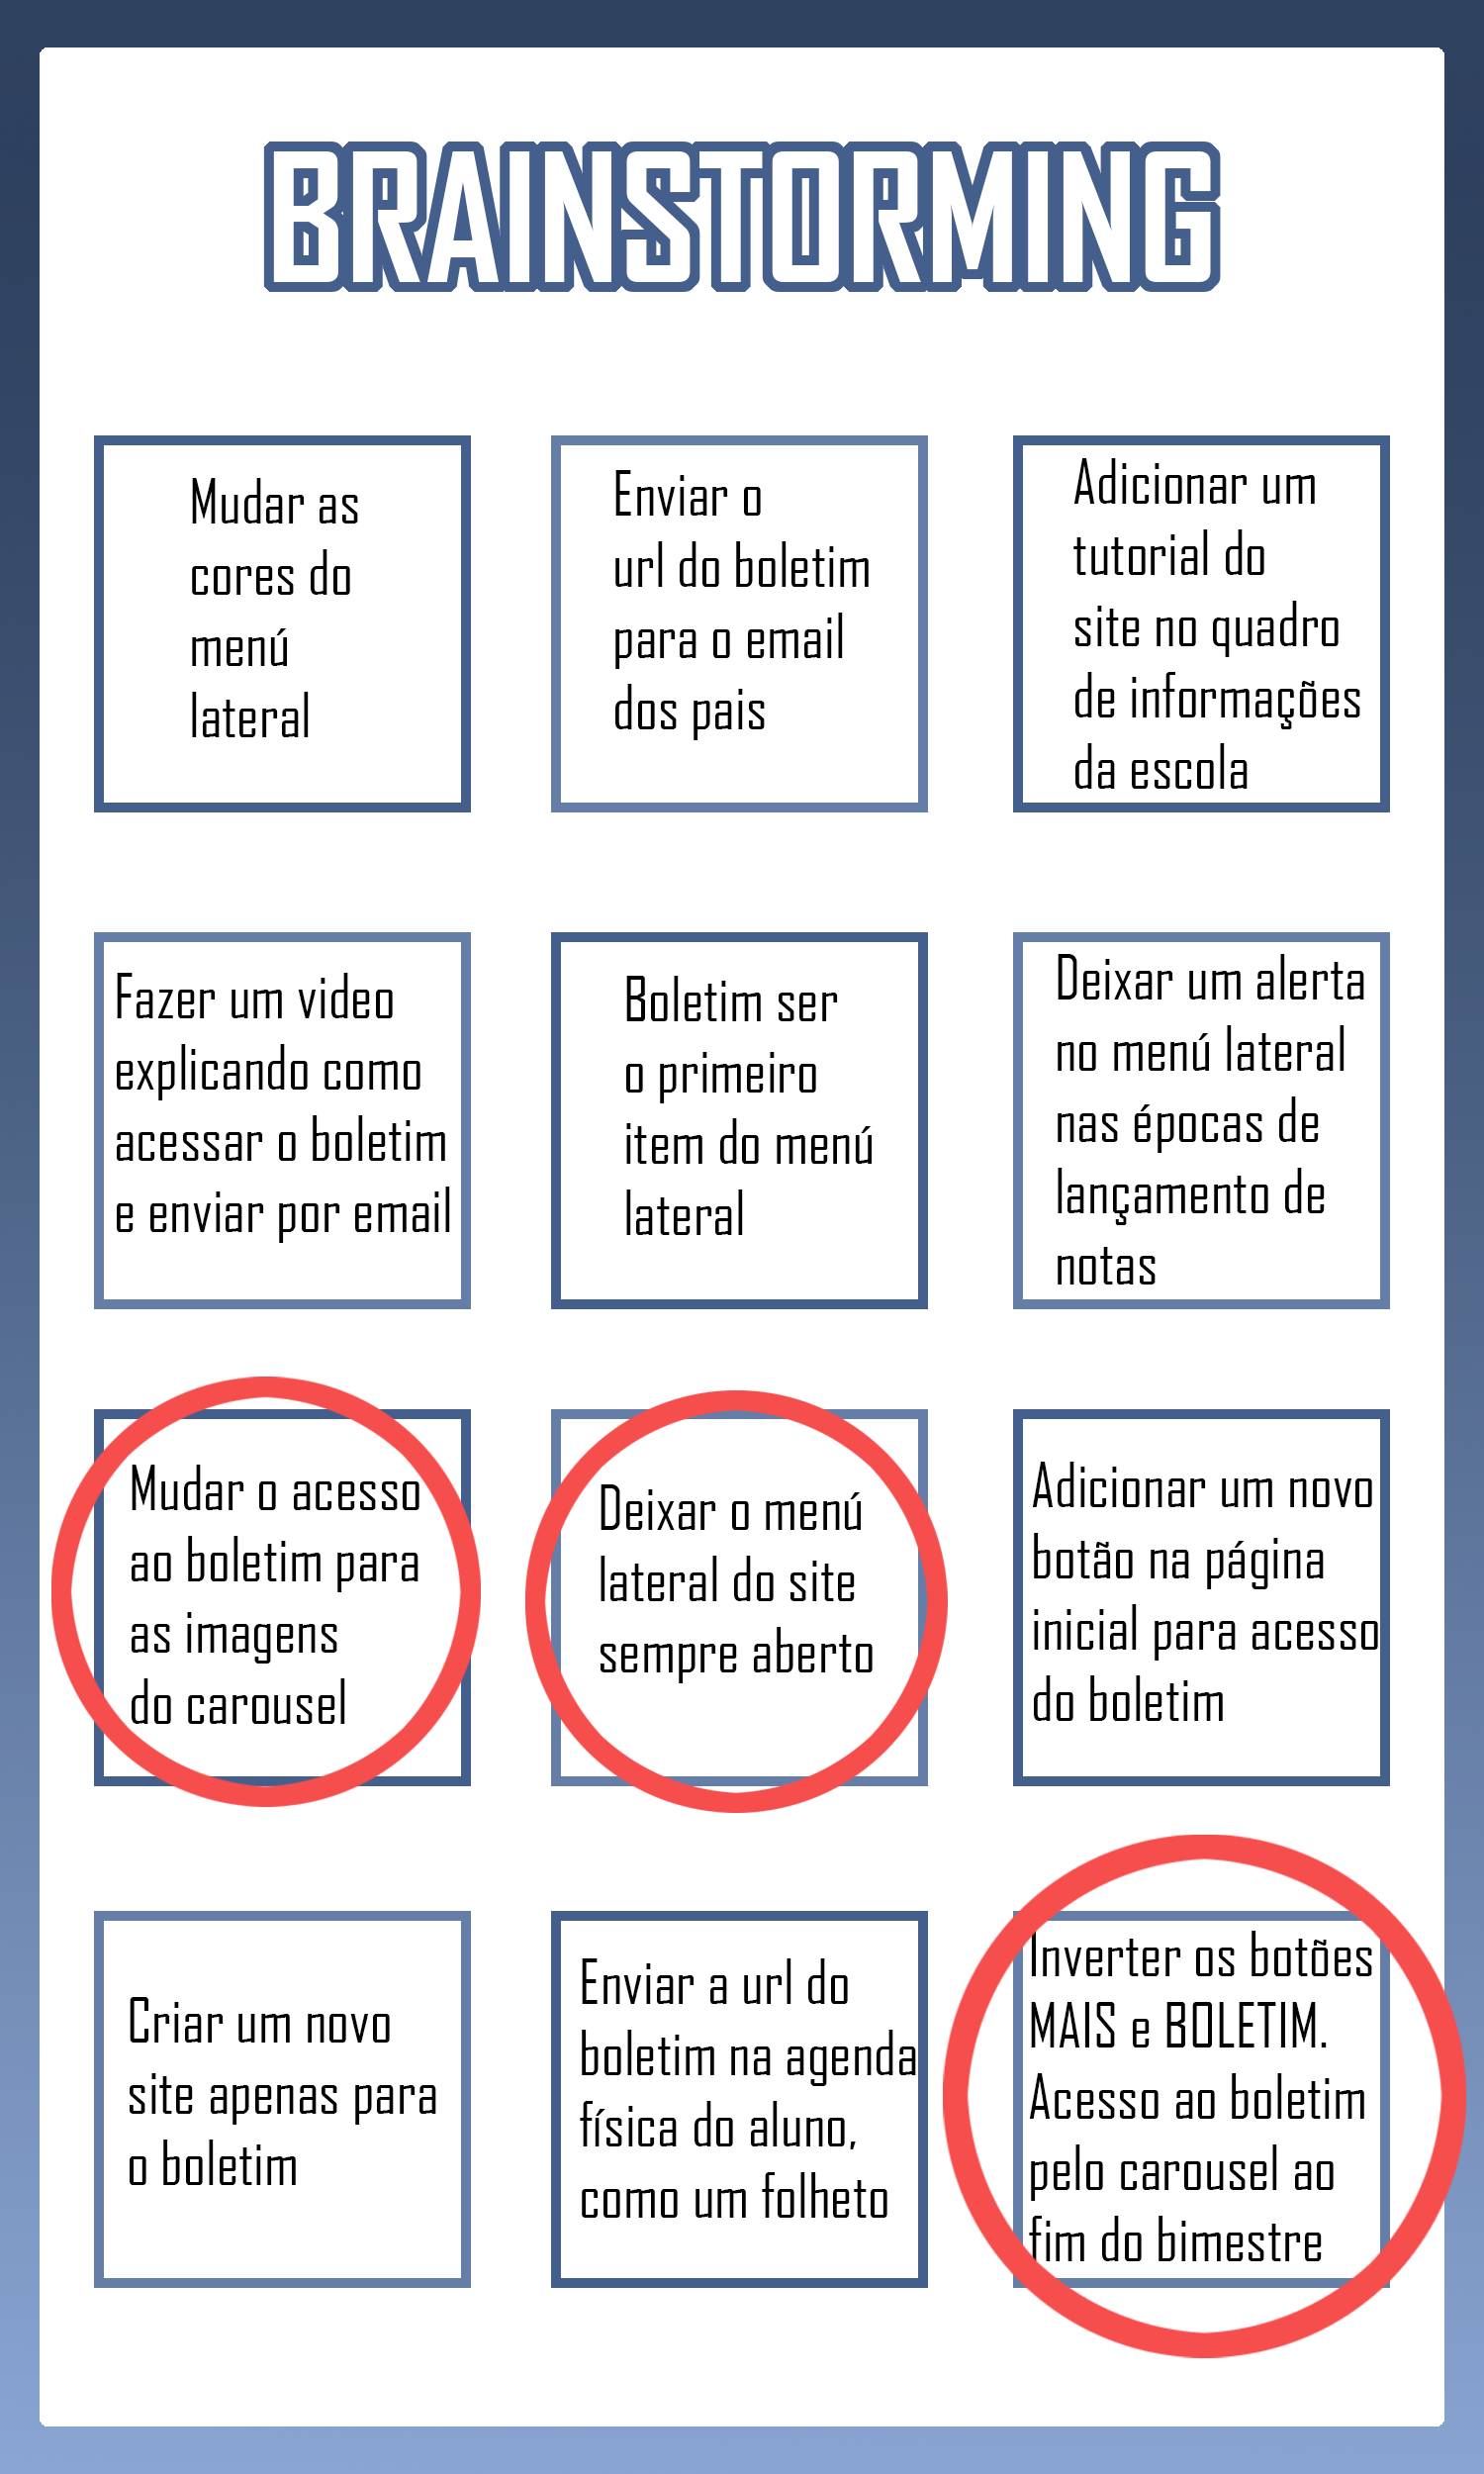 BRAINSTORMING
Mudar as
cores do
menú
lateral
Enviar o
url do boletim
para o email
dos pais
Adicionar um
tutorial do
site no quadro
de informações
da escola
Fazer um video
explicando como
acessar o boletim
e enviar por email
Boletim ser
o primeiro
item do menú
lateral
Deixar um alerta
no menú lateral
nas épocas de
lançamento de
notas
Mudar o acesso
ao boletim para
as imagens
do carousel
Deixar o menú
lateral do site
sempre aberto
Adicionar um novo
botão na página
inicial para acesso
do boletim
Criar um novo
site apenas para
o boletim
Enviar a url do
boletim na agenda
física do aluno,
como um folheto
Inverter os botões
MAIS e BOLETIM.
Acesso ao boletim
pelo carousel ao
fim do bimestre